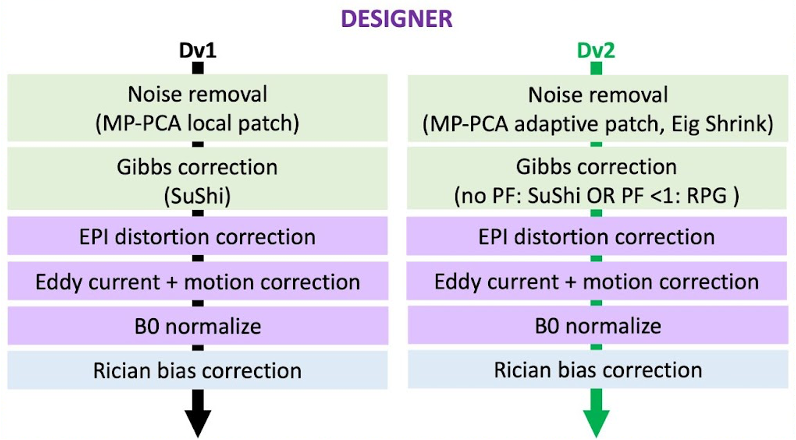 DESIGNER
Dv1
Noise removal
(MP-PCA local patch)
Gibbs correction
(SuShi)
EPI distortion correction
Eddy current + motion correction
B0 normalize
Rician bias correction
Dv2
Noise removal
(MP-PCA adaptive patch, Eig Shrink)
Gibbs correction
(no PF: SuShi OR PF <1: RPG )
EPI distortion correction
Eddy current + motion correction
B0 normalize
Rician bias correction